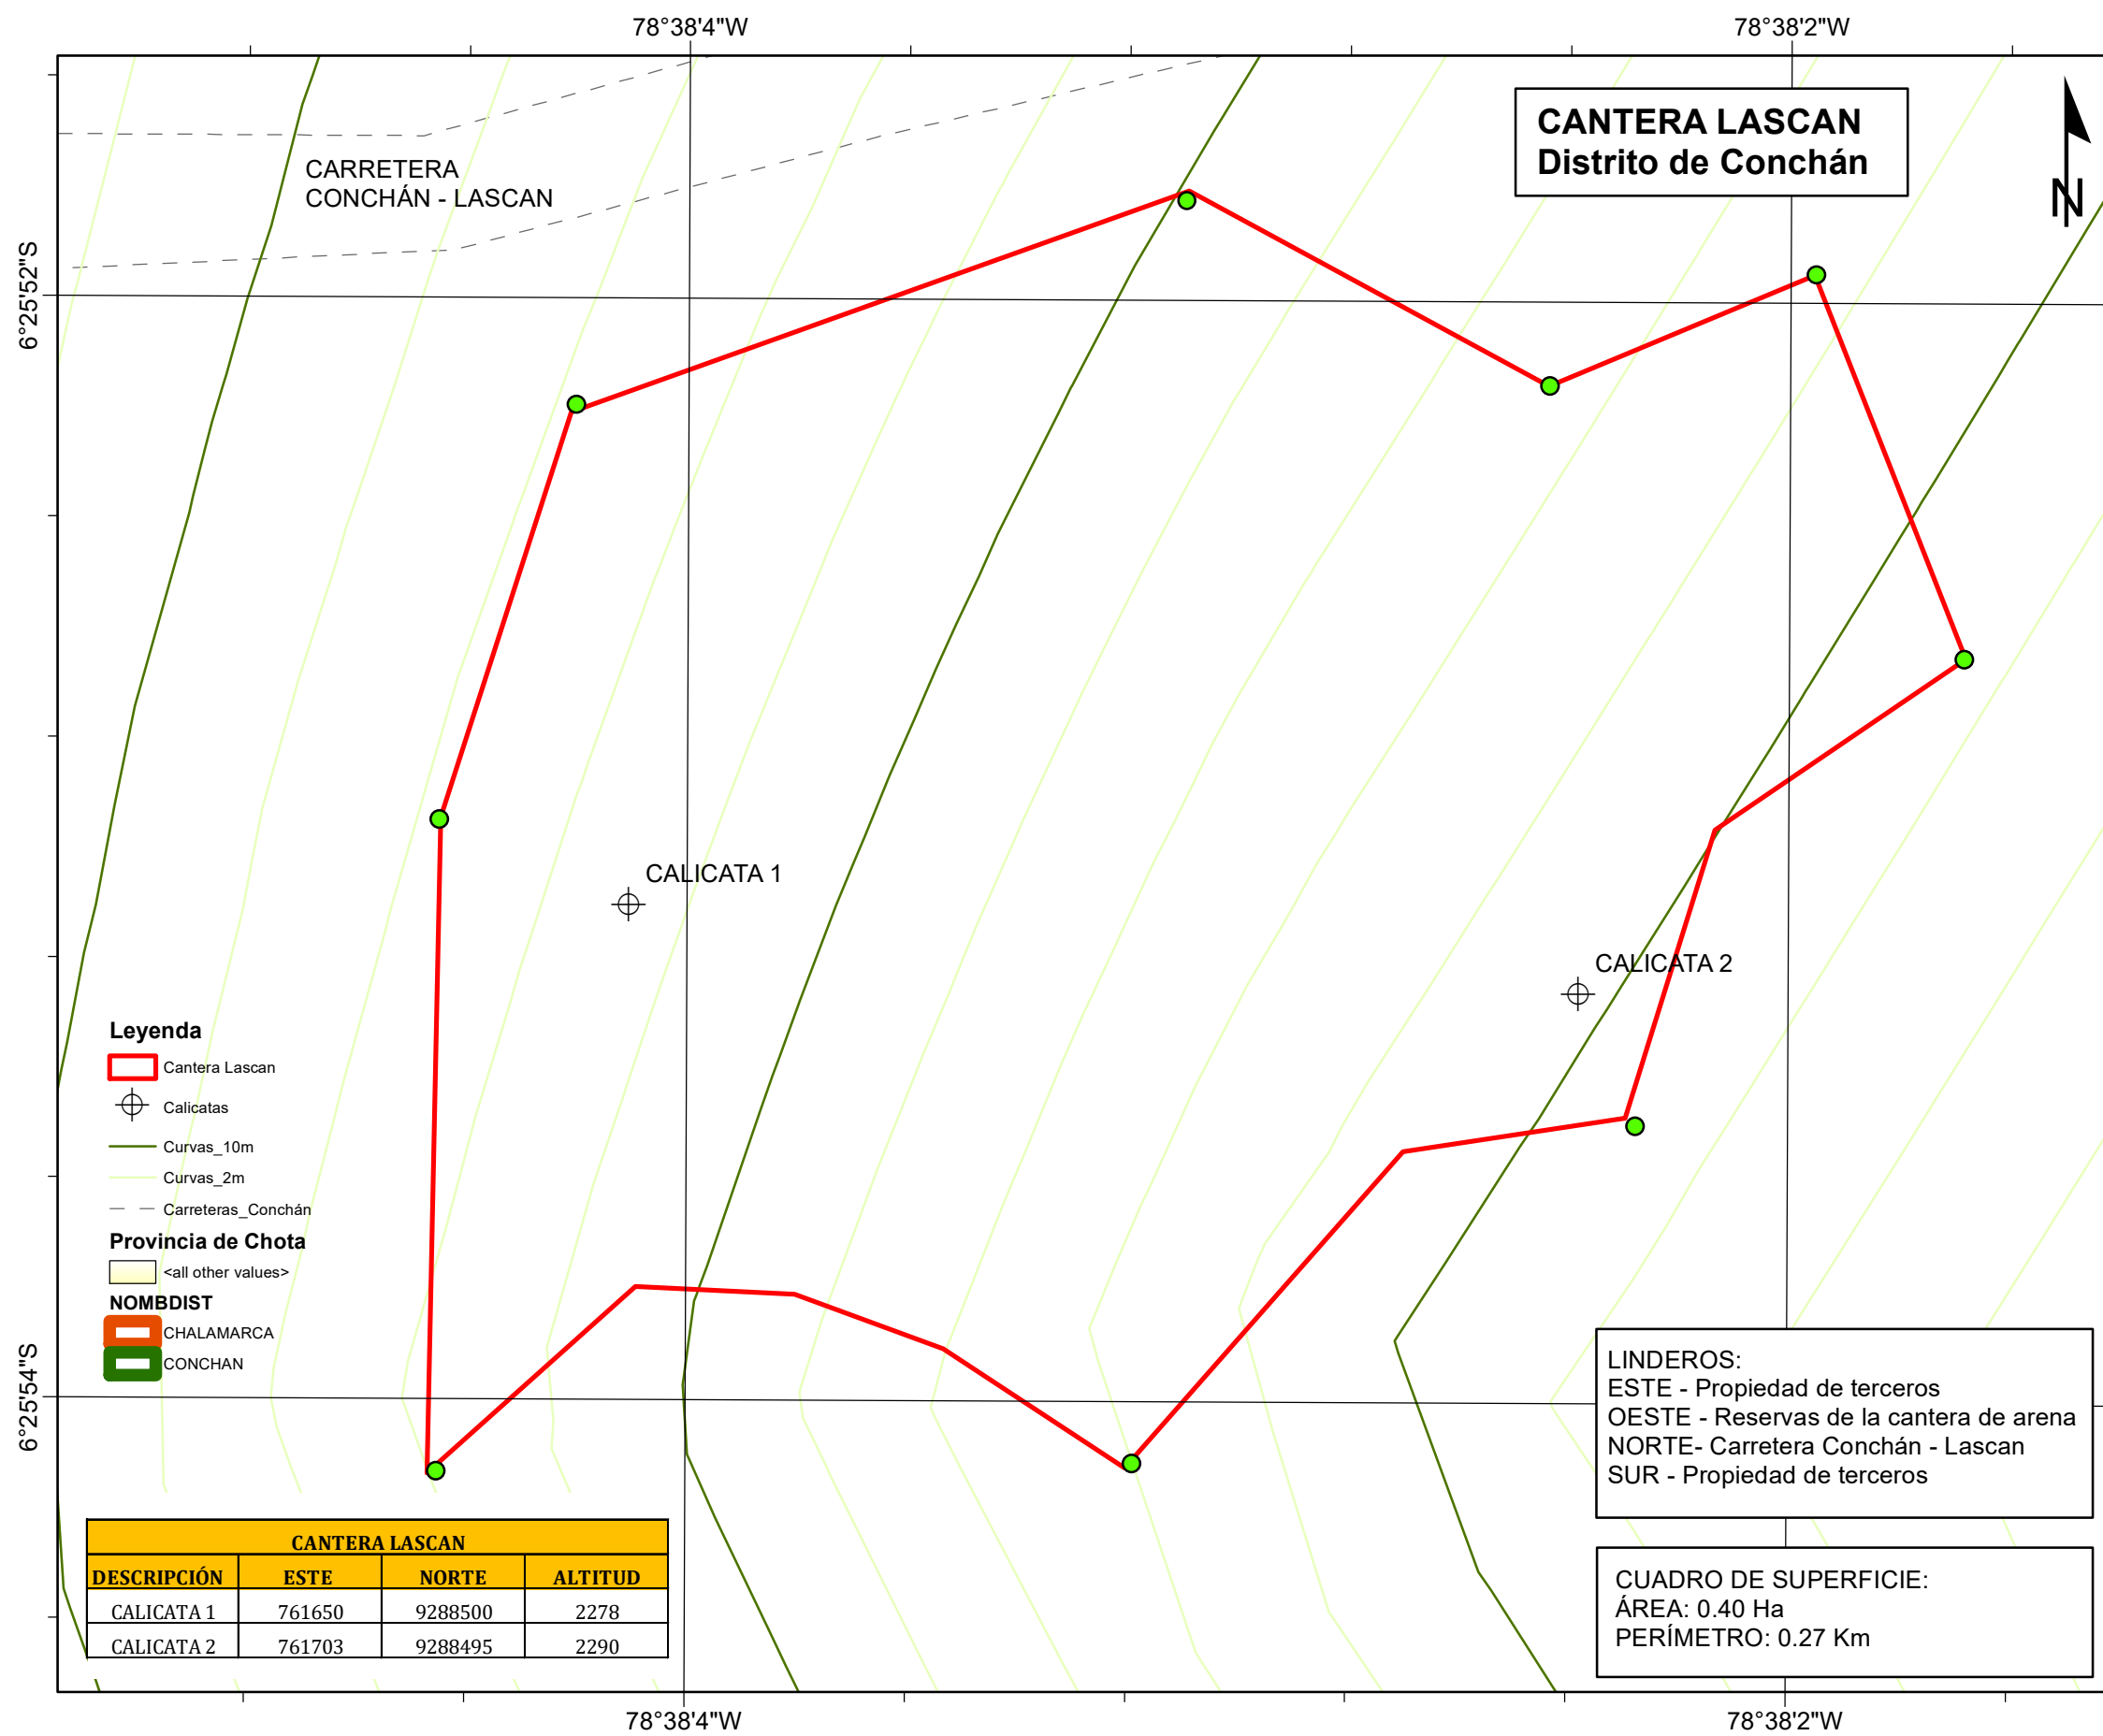 78°38'4"W
78°38'2"W
CANTERA LASCAN
Distrito de Conchán
N
CARRETERA
CONCHÁN - LASCAN
6°25'52"S
CALICATA 1
CALICATA 2
Leyenda
Cantera Lascan
Calicatas
Curvas_10m
Curvas_2m
Carreteras_Conchán
Provincia de Chota
<all other values>
NOMBDIST
CHALAMARCA
CONCHAN
6°25'54"S
LINDEROS:
ESTE - Propiedad de terceros
OESTE - Reservas de la cantera de arena
NORTE- Carretera Conchán - Lascan
SUR - Propiedad de terceros
CANTERA LASCAN
DESCRIPCIÓN ESTE NORTE ALTITUD
CALICATA 1 761650 9288500 2278
CALICATA 2 761703 9288495 2290
CUADRO DE SUPERFICIE:
ÁREA: 0.40 Ha
PERÍMETRO: 0.27 Km
78°38'4"W
78°38'2"W